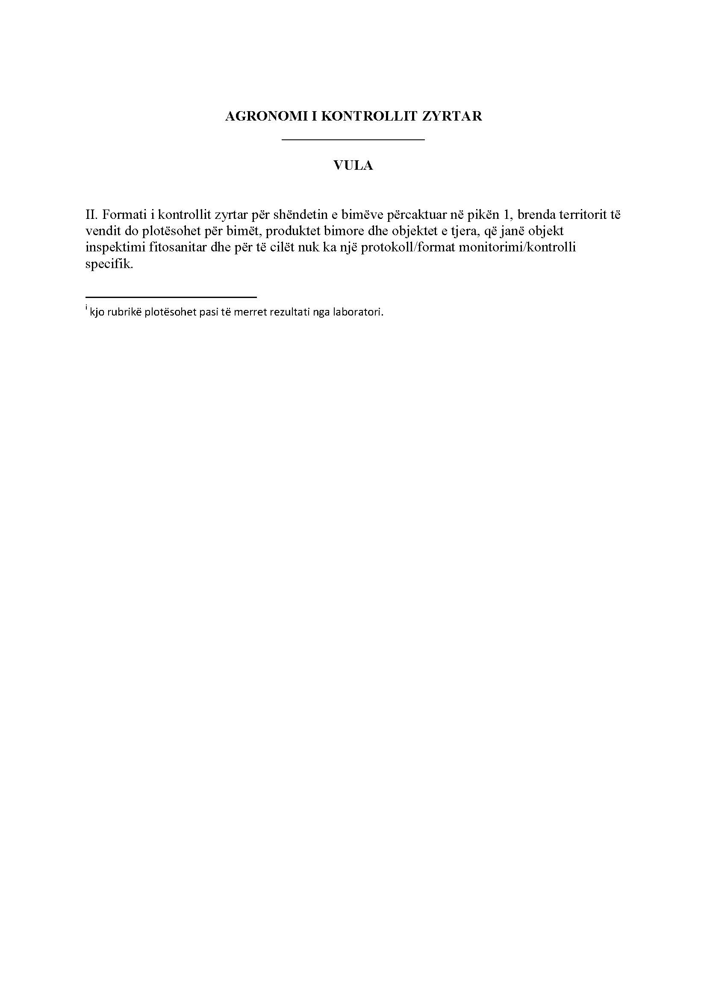 AGRONOMI I KONTROLLIT ZYRTAR
____________________
VULA
II. Formati i kontrollit zyrtar për shëndetin e bimëve përcaktuar në pikën 1, brenda territorit të
vendit do plotësohet për bimët, produktet bimore dhe objektet e tjera, që janë objekt
inspektimi fitosanitar dhe për të cilët nuk ka një protokoll/format monitorimi/kontrolli
specifik.
i kjo rubrikë plotësohet pasi të merret rezultati nga laboratori.